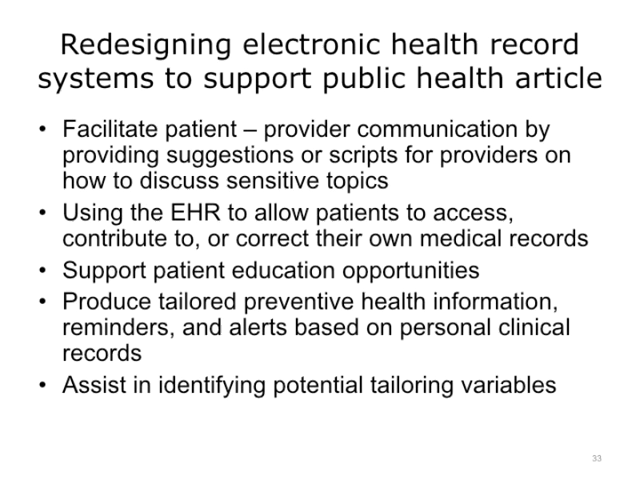 Redesigning electronic health record
systems to support public health article
• Facilitate patient – provider communication by
providing suggestions or scripts for providers on
how to discuss sensitive topics
• Using the EHR to allow patients to access,
contribute to, or correct their own medical records
• Support patient education opportunities
• Produce tailored preventive health information,
reminders, and alerts based on personal clinical
records
• Assist in identifying potential tailoring variables
33